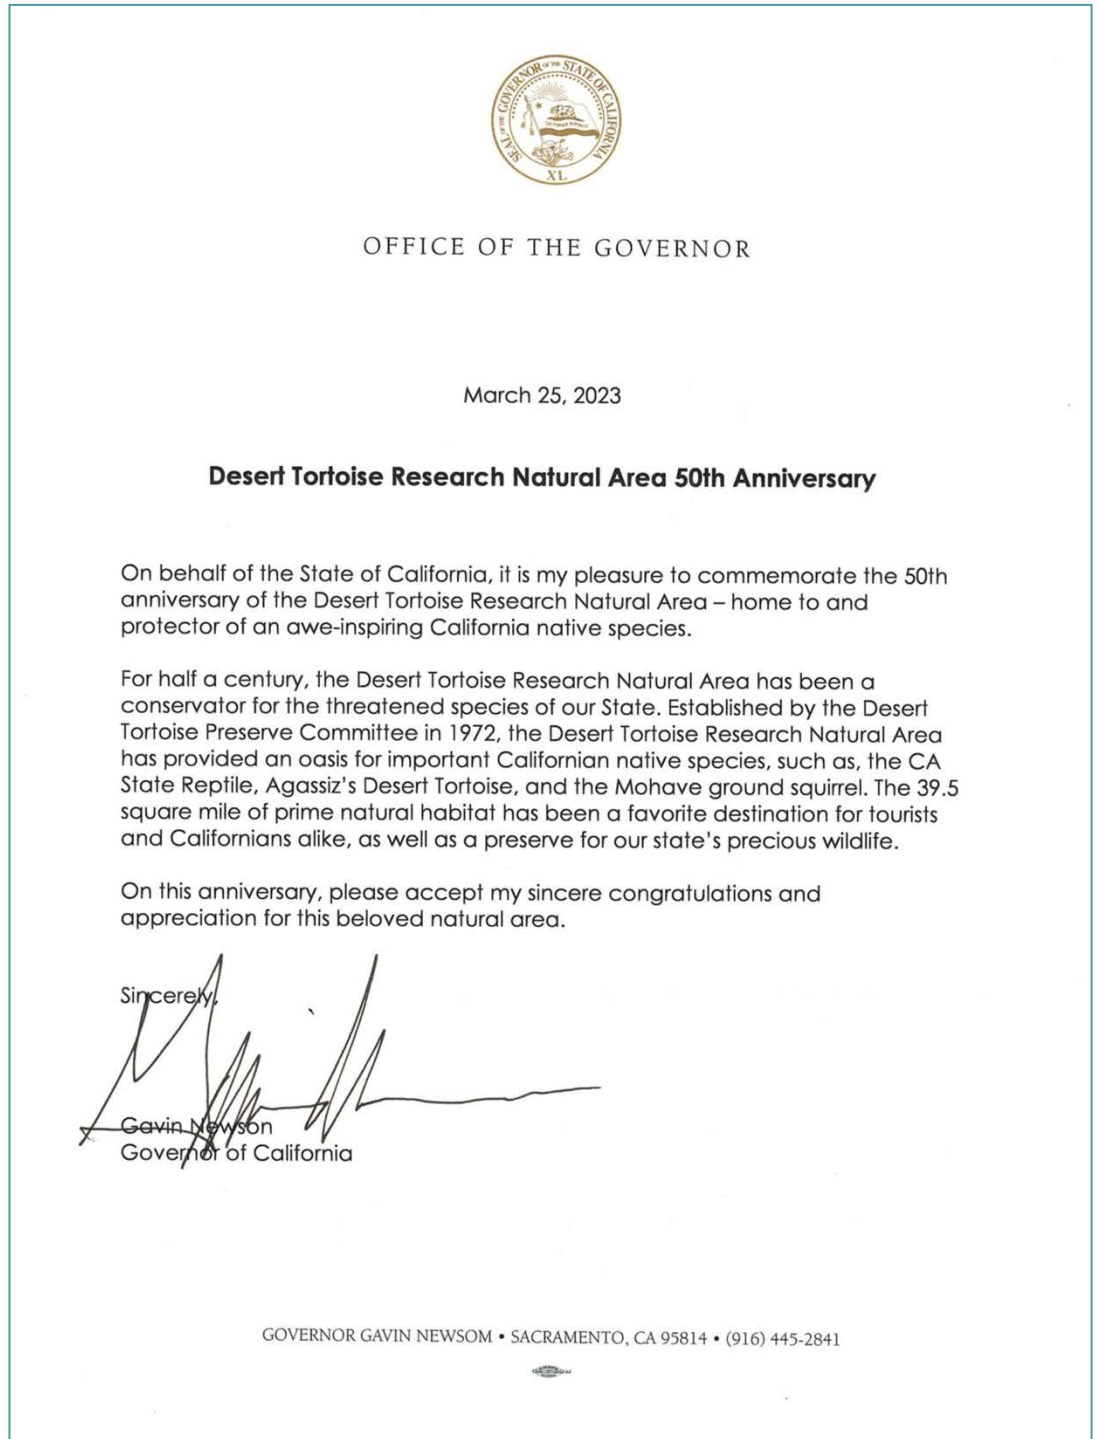 SEAL OF THE GOVERNOR OF THE STATE OF CALIFORNIA
XL
OFFICE OF THE GOVERNOR
March 25, 2023
Desert Tortoise Research Natural Area 50th Anniversary
On behalf of the State of California, it is my pleasure to commemorate the 50th
anniversary of the Desert Tortoise Research Natural Area – home to and
protector of an awe-inspiring California native species.
For half a century, the Desert Tortoise Research Natural Area has been a
conservator for the threatened species of our State. Established by the Desert
Tortoise Preserve Committee in 1972, the Desert Tortoise Research Natural Area
has provided an oasis for important Californian native species, such as, the CA
State Reptile, Agassiz's Desert Tortoise, and the Mohave ground squirrel. The 39.5
square mile of prime natural habitat has been a favorite destination for tourists
and Californians alike, as well as a preserve for our state's precious wildlife.
On this anniversary, please accept my sincere congratulations and
appreciation for this beloved natural area.
Sincerely,
Gavin Newson
Governor of California
GOVERNOR GAVIN NEWSOM • SACRAMENTO, CA 95814 • (916) 445-2841